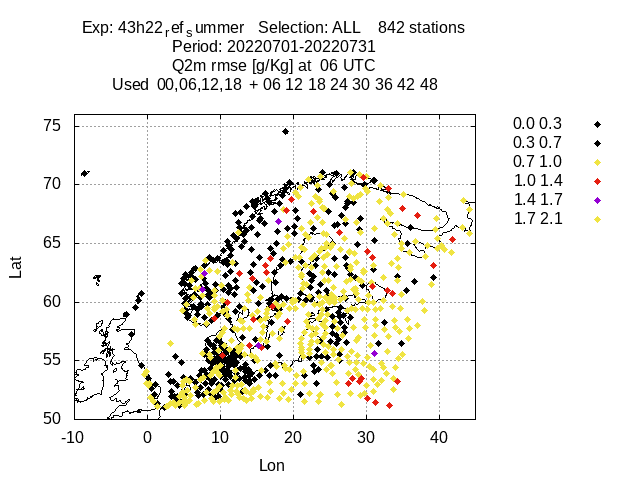 Exp: 43h22ref_summer Selection: ALL 842 stations
Period: 20220701-20220731
Q2m rmse [g/Kg] at 06 UTC
Used 00,06,12,18 + 06 12 18 24 30 36 42 48
0.0 0.3
0.3 0.7
0.7 1.0
1.0 1.4
1.4 1.7
1.7 2.1
75
70
65
60
55
50
Lat
-10 0 10 20 30 40
Lon